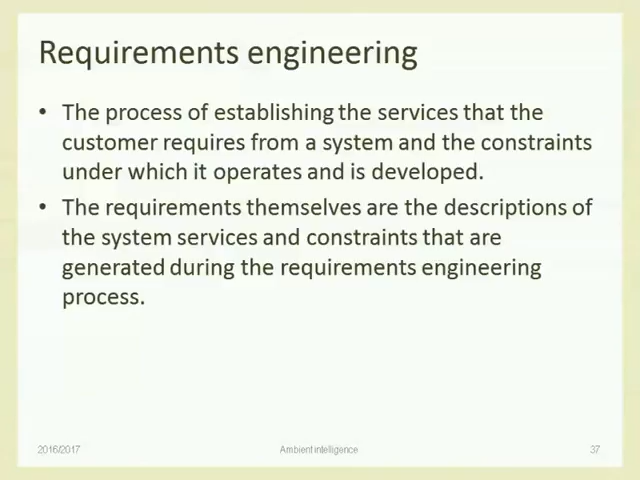 Requirements engineering
• The process of establishing the services that the
customer requires from a system and the constraints
under which it operates and is developed.
• The requirements themselves are the descriptions of
the system services and constraints that are
generated during the requirements engineering
process.
2016/2017 Ambient intelligence 37